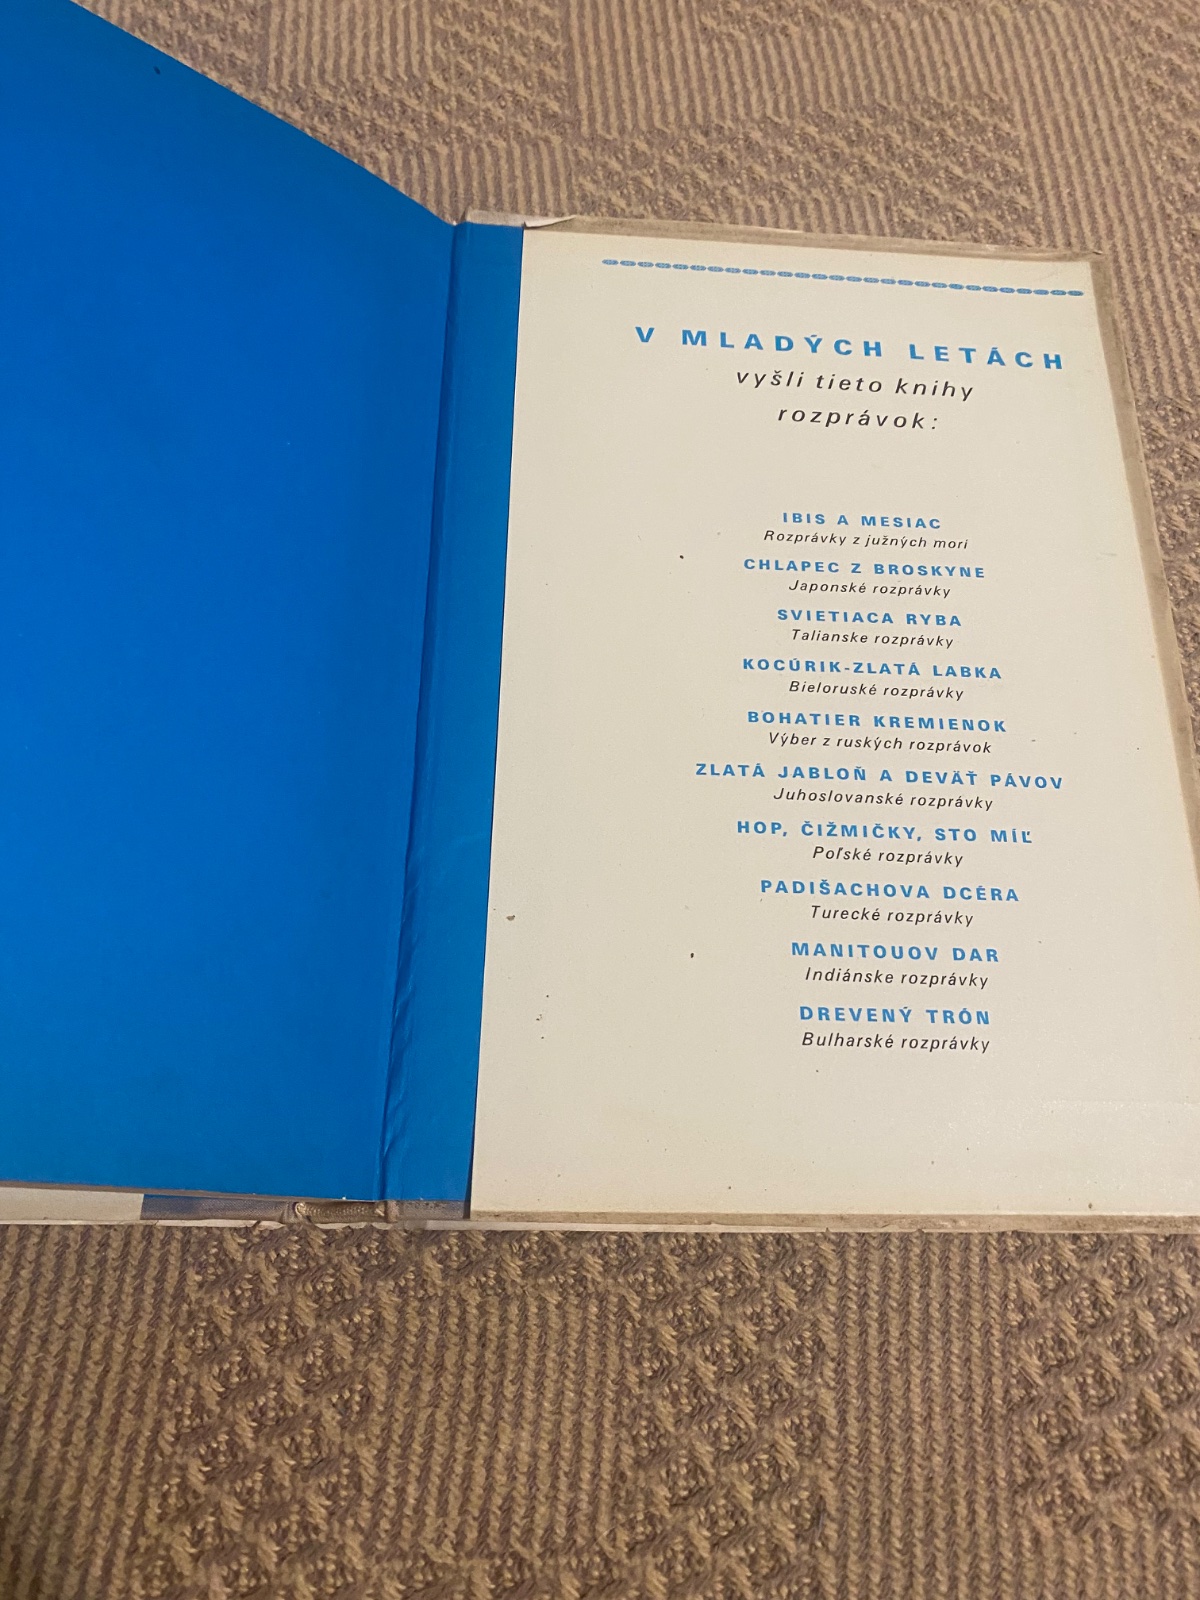 V MLADÝCH LETÁCH
vyšli tieto knihy
rozprávok:
IBIS A MESIAC
Rozprávky z južných mori
CHLAPEC Z BROSKYNE
Japonské rozprávky
SVIETIACA RYBA
Talianske rozprávky
KOCÚRIK-ZLATÁ LABKA
Bieloruské rozprávky
BOHATIER KREMIENOK
Výber z ruských rozprávok
ZLATÁ JABLOŇ A DEVÄŤ PÁVOV
Juhoslovanské rozprávky
HOP, ČIŽMIČKY, STO MÍĽ
Poľské rozprávky
PADIŠACHOVA DCÉRA
Turecké rozprávky
MANITOUOV DAR
Indiánske rozprávky
DREVENÝ TRÓN
Bulharské rozprávky